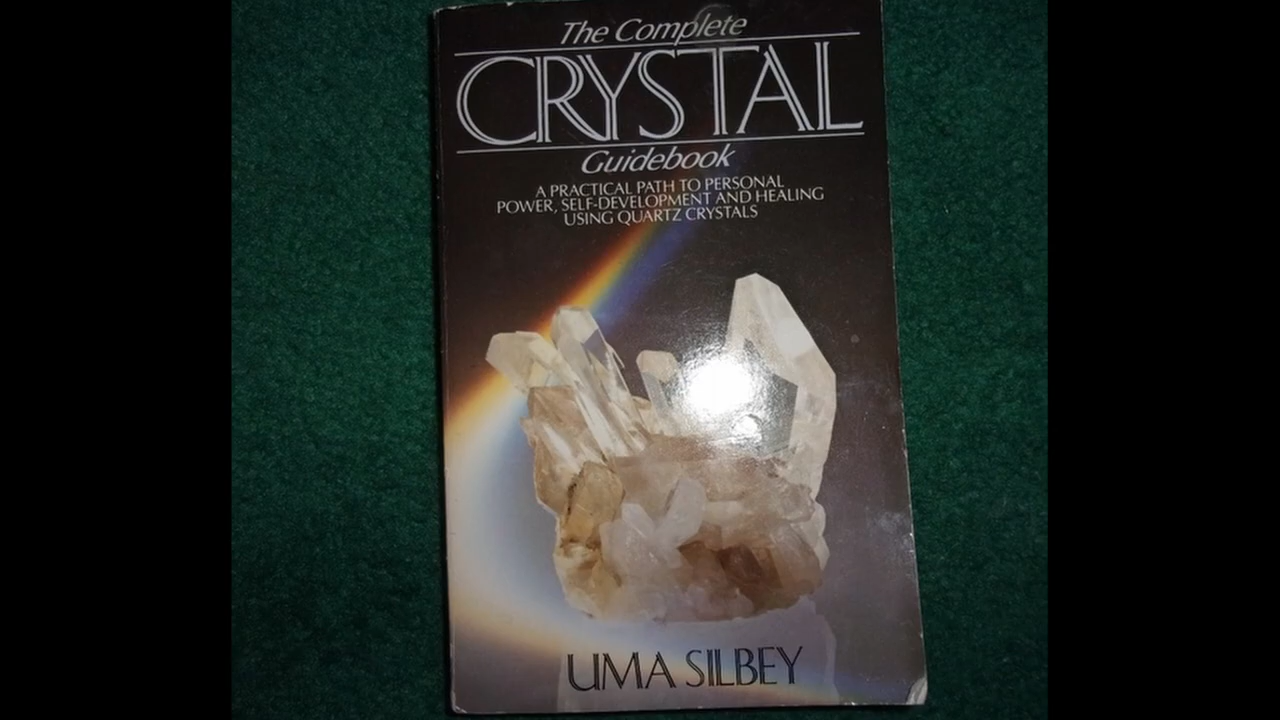 The Complete
CRYSTAL
Guidebook
A PRACTICAL PATH TO PERSONAL
POWER, SELF-DEVELOPMENT AND HEALING
USING QUARTZ CRYSTALS
UMA SILBEY